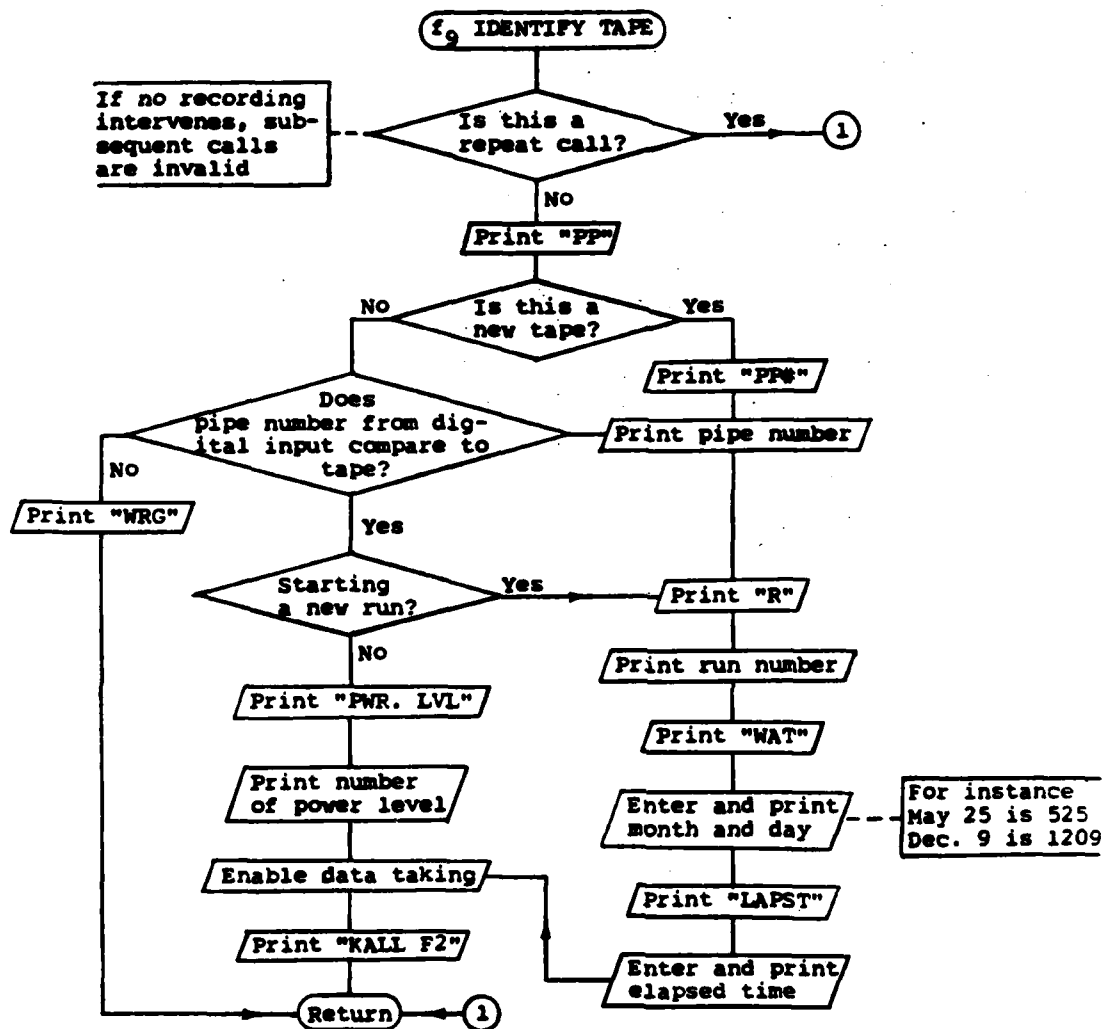 f9 IDENTIFY TAPE
If no recording
intervenes, sub-
sequent calls
are invalid
Is this a
repeat call?
Yes
1
No
Print "PP"
Is this a
new tape?
No
Yes
Print "PP#"
Does
pipe number from dig-
ital input compare to
tape?
Print pipe number
No
Print "WRG"
Yes
Starting
a new run?
Yes
Print "R"
No
Print run number
Print "PWR. LVL"
Print "WAT"
Print number
of power level
Enter and print
month and day
For instance
May 25 is 525
Dec. 9 is 1209
Enable data taking
Print "LAPST"
Print "KALL F2"
Enter and print
elapsed time
Return
1